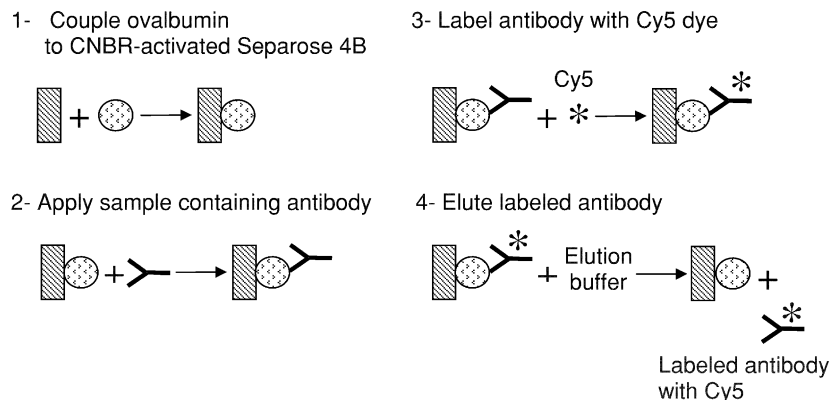 1-  Couple ovalbumin
to CNBR-activated Separose 4B
+
2- Apply sample containing antibody
+
3- Label antibody with Cy5 dye
Cy5
+ *
*
4- Elute labeled antibody
*
+ Elution
buffer
+
*
Labeled antibody
with Cy5